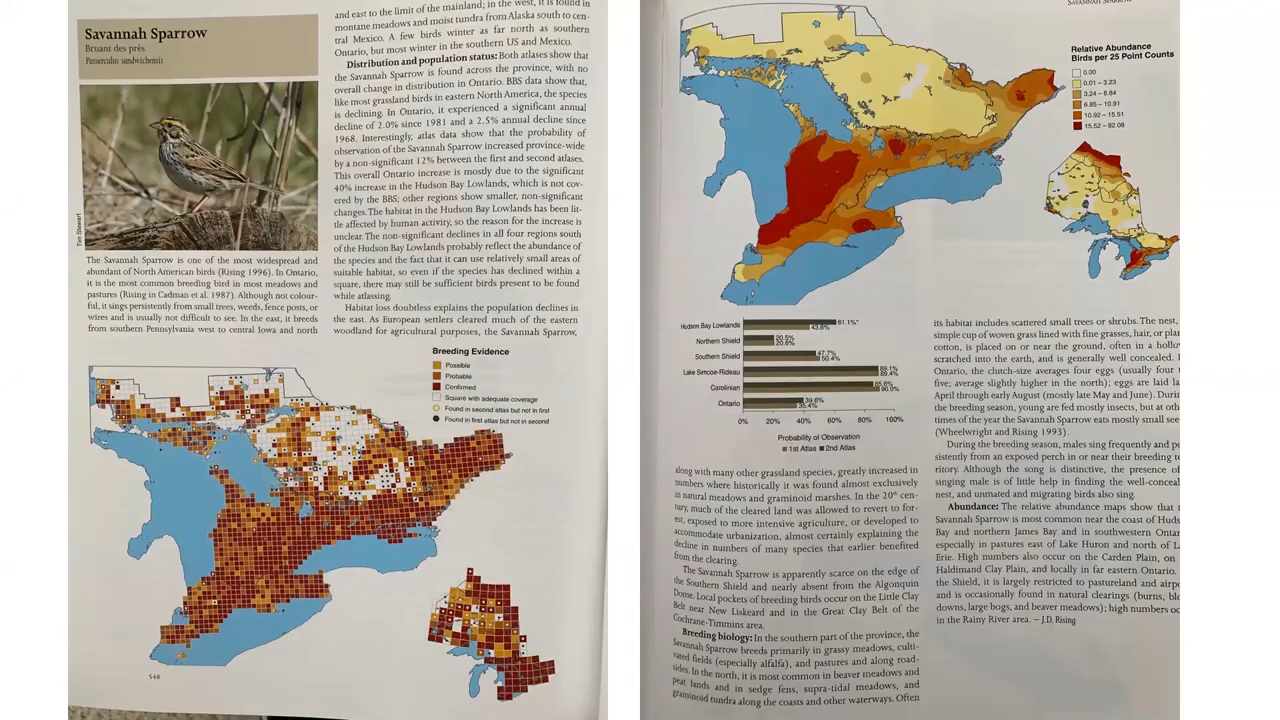 Savannah Sparrow
Bruant des prés
Passerculus sandwichensis
Tim Stewart
The Savannah Sparrow is one of the most widespread and
abundant of North American birds (Rising 1996). In Ontario,
it is the most common breeding bird in most meadows and
pastures (Rising in Cadman et al. 1987). Although not colour-
ful, it sings persistently from small trees, weeds, fence posts, or
wires and is usually not difficult to see. In the east, it breeds
from southern Pennsylvania west to central Iowa and north
and east to the limit of the mainland; in the west, it is found in
montane meadows and moist tundra from Alaska south to cen-
tral Mexico. A few birds winter as far north as southern
Ontario, but most winter in the southern US and Mexico.
Distribution and population status: Both atlases show that
the Savannah Sparrow is found across the province, with no
overall change in distribution in Ontario. BBS data show that,
like most grassland birds in eastern North America, the species
is declining. In Ontario, it experienced a significant annual
decline of 2.0% since 1981 and a 2.5% annual decline since
1968. Interestingly, atlas data show that the probability of
observation of the Savannah Sparrow increased province-wide
by a non-significant 12% between the first and second atlases.
This overall Ontario increase is mostly due to the significant
40% increase in the Hudson Bay Lowlands, which is not cov-
ered by the BBS; other regions show smaller, non-significant
changes. The habitat in the Hudson Bay Lowlands has been lit-
tle affected by human activity, so the reason for the increase is
unclear. The non-significant declines in all four regions south
of the Hudson Bay Lowlands probably reflect the abundance of
the species and the fact that it can use relatively small areas of
suitable habitat, so even if the species has declined within a
square, there may still be sufficient birds present to be found
while atlassing.
Habitat loss doubtless explains the population declines in
the east. As European settlers cleared much of the eastern
woodland for agricultural purposes, the Savannah Sparrow,
Breeding Evidence
Possible
Probable
Confirmed
Square with adequate coverage
Found in second atlas but not in first
Found in first atlas but not in second
548
SAVANNAH SPARROW
Relative Abundance
Birds per 25 Point Counts
0.00
0.01 – 3.23
3.24 – 6.84
6.85 – 10.91
10.92 – 15.51
15.52 – 82.08
Hudson Bay Lowlands 61.1%*
43.6%
Northern Shield 20.5%
20.8%
Southern Shield 47.7%
50.4%
Lake Simcoe-Rideau
Carolinian 85.6%
90.0%
Ontario 39.6%
35.4%
0% 20% 40% 60% 80% 100%
Probability of Observation
1st Atlas 2nd Atlas
along with many other grassland species, greatly increased in
numbers where historically it was found almost exclusively
in natural meadows and graminoid marshes. In the 20th cen-
tury, much of the cleared land was allowed to revert to for-
est, exposed to more intensive agriculture, or developed to
accommodate urbanization, almost certainly explaining the
decline in numbers of many species that earlier benefited
from the clearing.
The Savannah Sparrow is apparently scarce on the edge of
the Southern Shield and nearly absent from the Algonquin
Dome. Local pockets of breeding birds occur on the Little Clay
Belt near New Liskeard and in the Great Clay Belt of the
Cochrane-Timmins area.
Breeding biology: In the southern part of the province, the
Savannah Sparrow breeds primarily in grassy meadows, culti-
vated fields (especially alfalfa), and pastures and along road-
sides. In the north, it is most common in beaver meadows and
peat lands and in sedge fens, supra-tidal meadows, and
graminoid tundra along the coasts and other waterways. Often
its habitat includes scattered small trees or shrubs. The nest,
simple cup of woven grass lined with fine grasses, hair, or plan
cotton, is placed on or near the ground, often in a hollo
scratched into the earth, and is generally well concealed. I
Ontario, the clutch-size averages four eggs (usually four
five; average slightly higher in the north); eggs are laid la
April through early August (mostly late May and June). Durin
the breeding season, young are fed mostly insects, but at oth
times of the year the Savannah Sparrow eats mostly small see
(Wheelwright and Rising 1993).
During the breeding season, males sing frequently and pe
sistently from an exposed perch in or near their breeding te
ritory. Although the song is distinctive, the presence of
singing male is of little help in finding the well-conceal
nest, and unmated and migrating birds also sing.
Abundance: The relative abundance maps show that t
Savannah Sparrow is most common near the coast of Huds
Bay and northern James Bay and in southwestern Ontar
especially in pastures east of Lake Huron and north of L
Erie. High numbers also occur on the Carden Plain, on
Haldimand Clay Plain, and locally in far eastern Ontario.
the Shield, it is largely restricted to pastureland and airpo
and is occasionally found in natural clearings (burns, blo
downs, large bogs, and beaver meadows); high numbers oc
in the Rainy River area. – J.D. Rising